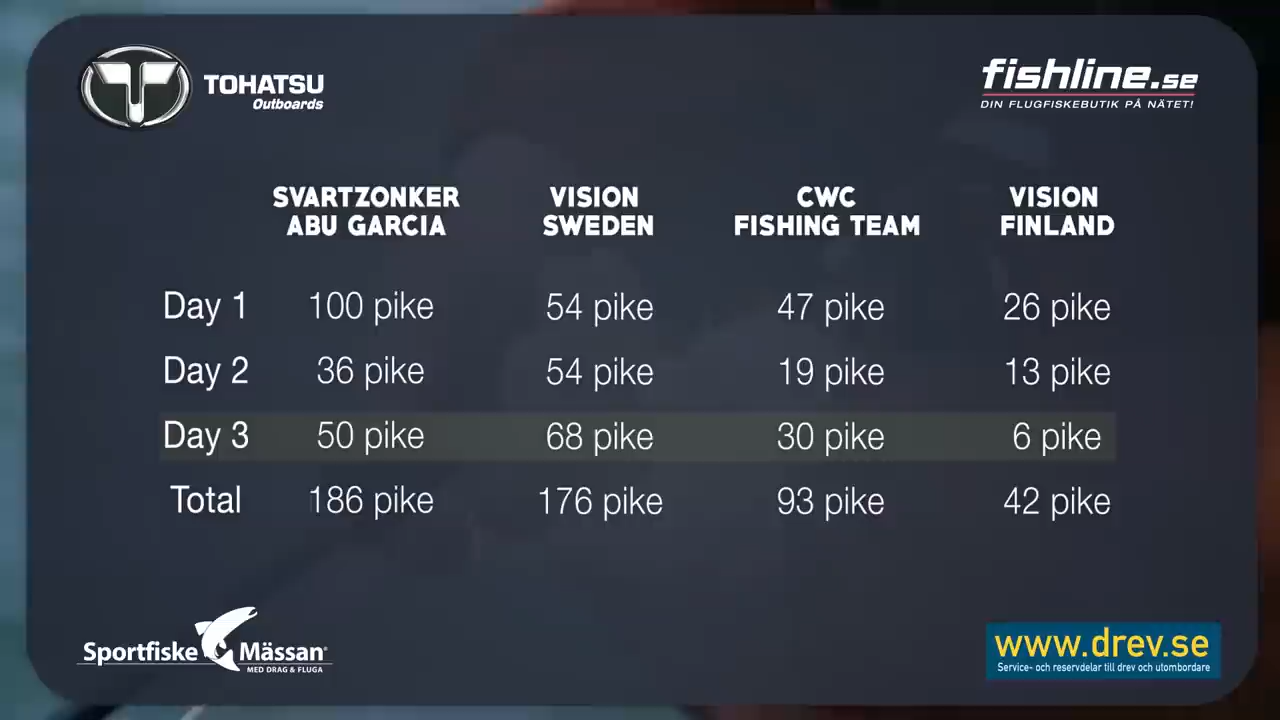 TOHATSU
Outboards
fishline.se
DIN FLUGFISKEBUTIK PÅ NÄTET!
SVARTZONKER ABU GARCIA
VISION SWEDEN
CWC FISHING TEAM
VISION FINLAND
Day 1 100 pike 54 pike 47 pike 26 pike
Day 2 36 pike 54 pike 19 pike 13 pike
Day 3 50 pike 68 pike 30 pike 6 pike
Total 186 pike 176 pike 93 pike 42 pike
Sportfiske Mässan
MED DRAG & FLUGA
www.drev.se
Service- och reservdelar till drev och utombordare